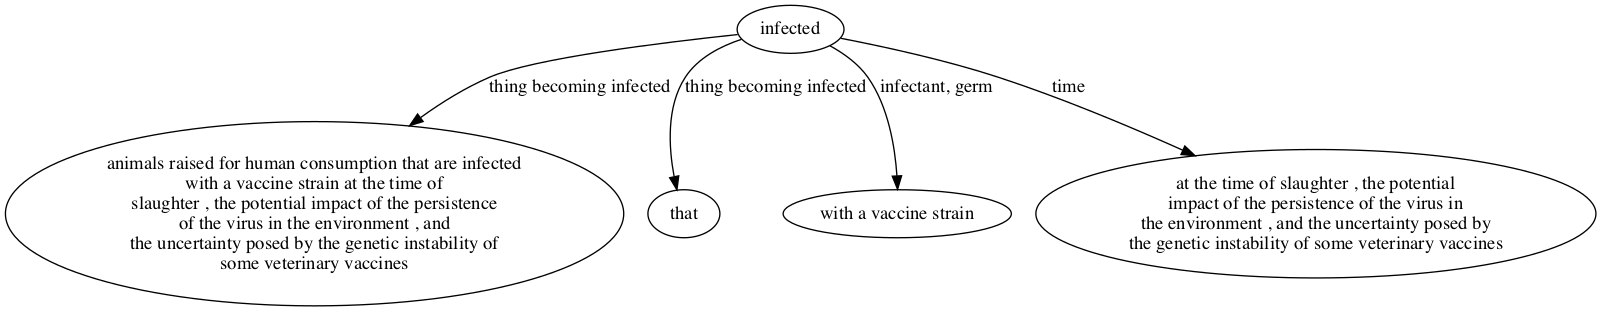 infected
thing becoming infected
thing becoming infected
infectant, germ
time
animals raised for human consumption that are infected
with a vaccine strain at the time of
slaughter , the potential impact of the persistence
of the virus in the environment , and
the uncertainty posed by the genetic instability of
some veterinary vaccines
that
with a vaccine strain
at the time of slaughter , the potential
impact of the persistence of the virus in
the environment , and the uncertainty posed by
the genetic instability of some veterinary vaccines